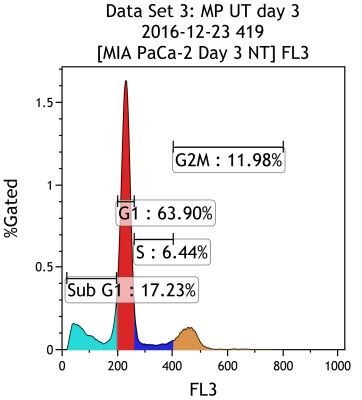 Data Set 3: MP UT day 3
2016-12-23 419
[MIA PaCa-2 Day 3 NT] FL3
%Gated
1.5
1
0.5
0
G2M : 11.98%
G1 : 63.90%
S : 6.44%
Sub G1 : 17.23%
0 200 400 600 800 1000
FL3